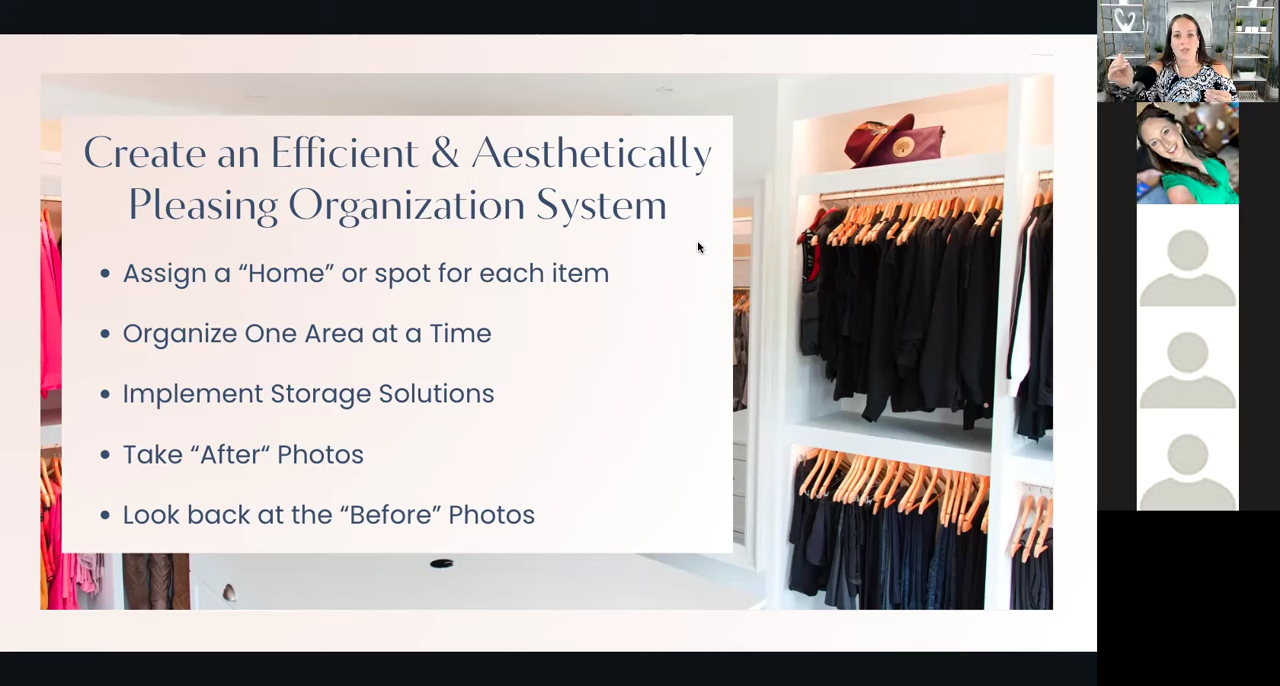 Create an Efficient & Aesthetically
Pleasing Organization System
• Assign a “Home” or spot for each item
• Organize One Area at a Time
• Implement Storage Solutions
• Take “After“ Photos
• Look back at the “Before” Photos